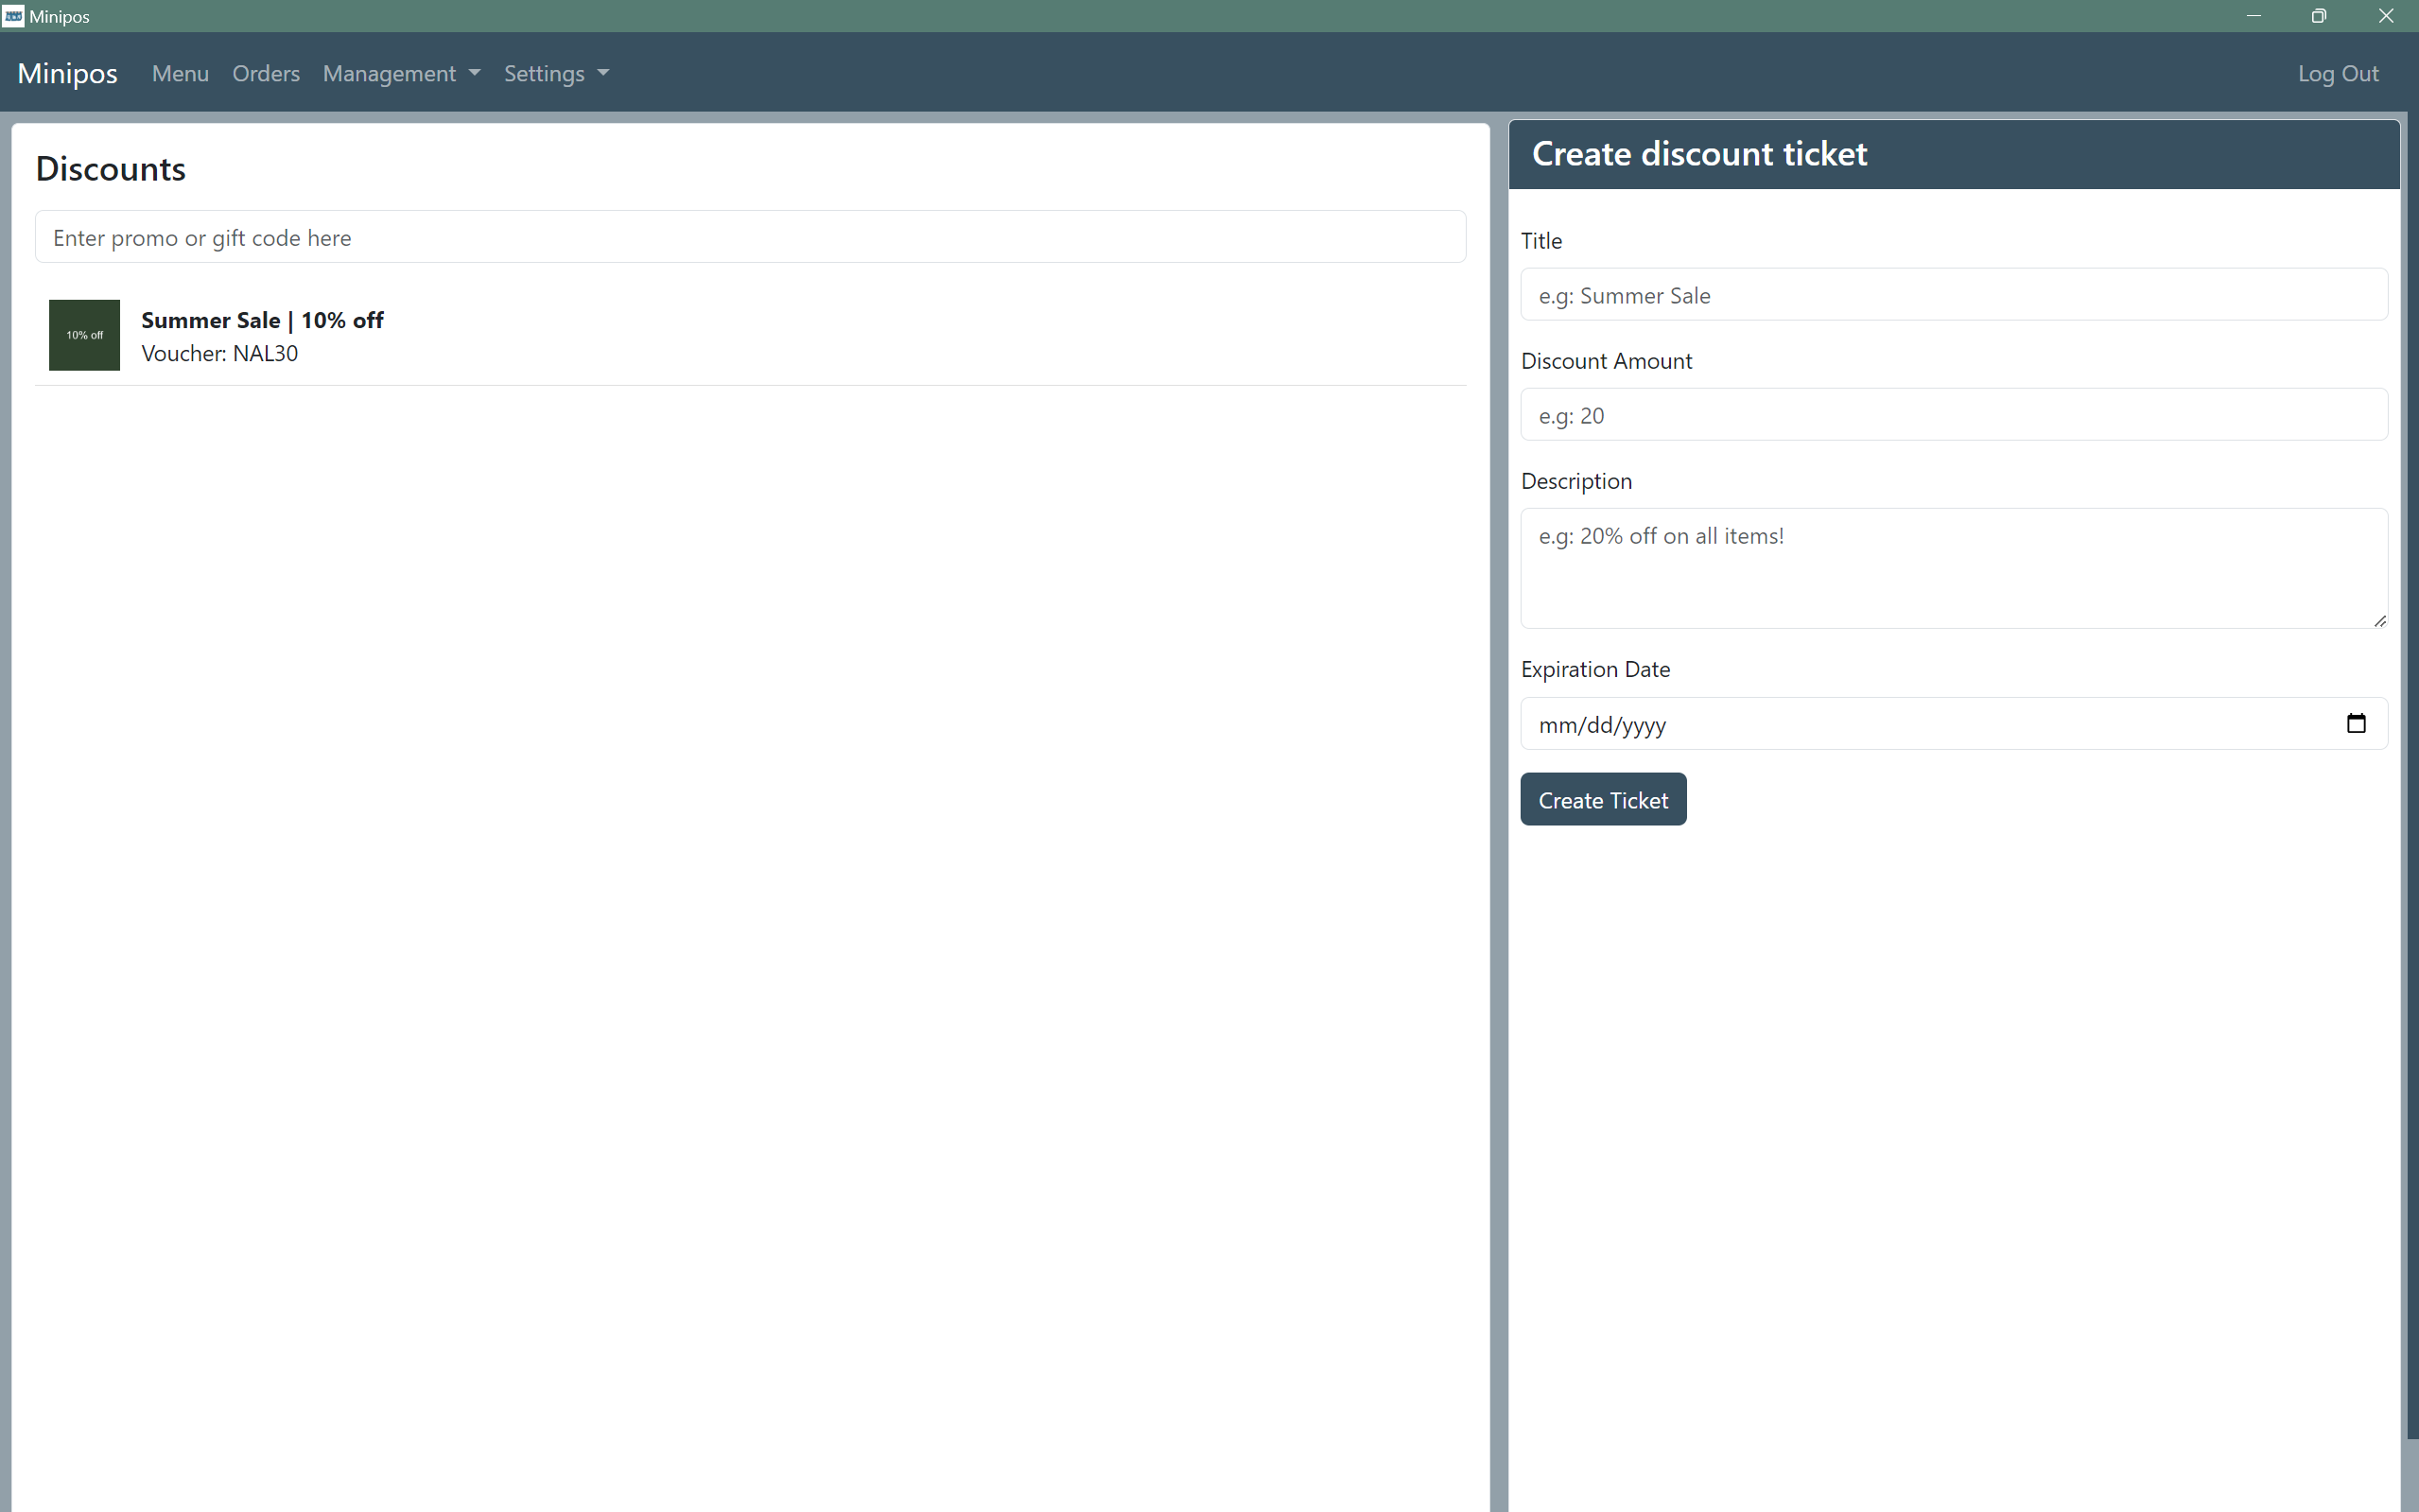 Minipos
Minipos Menu Orders Management Settings Log Out
Discounts
Enter promo or gift code here
10% off
Summer Sale | 10% off
Voucher: NAL30
Create discount ticket
Title
e.g: Summer Sale
Discount Amount
e.g: 20
Description
e.g: 20% off on all items!
Expiration Date
mm/dd/yyyy
Create Ticket